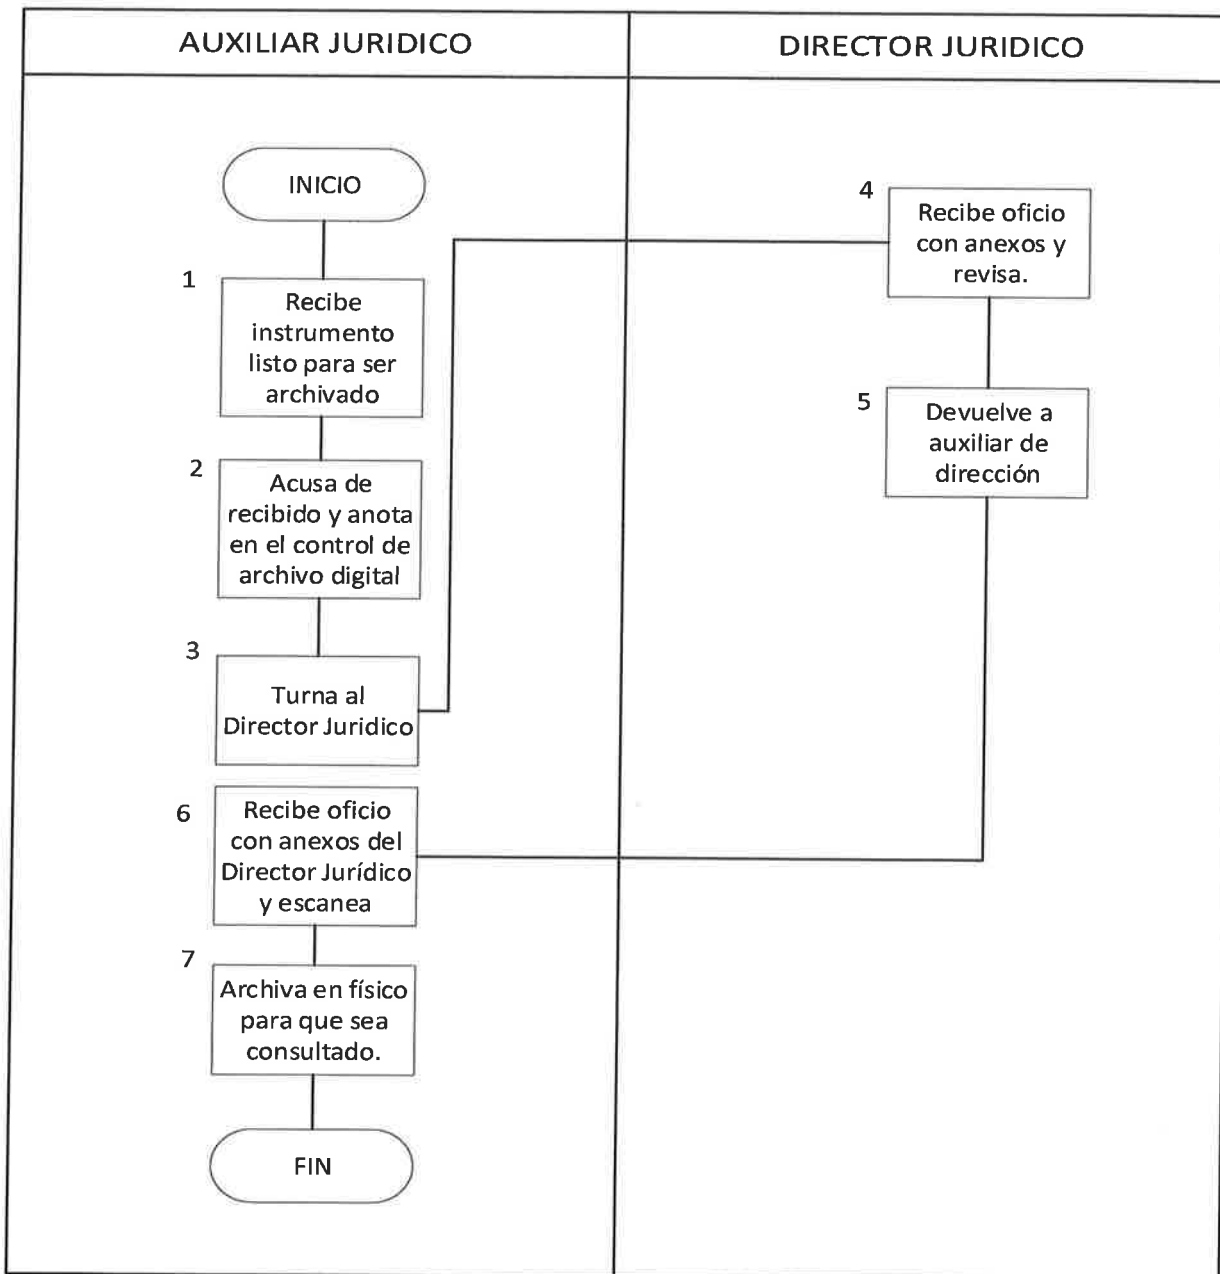 AUXILIAR JURIDICO
DIRECTOR JURIDICO
INICIO
1
Recibe
instrumento
listo para ser
archivado
2
Acusa de
recibido y anota
en el control de
archivo digital
3
Turna al
Director Juridico
4
Recibe oficio
con anexos y
revisa.
5
Devuelve a
auxiliar de
dirección
6
Recibe oficio
con anexos del
Director Jurídico
y escanea
7
Archiva en físico
para que sea
consultado.
FIN